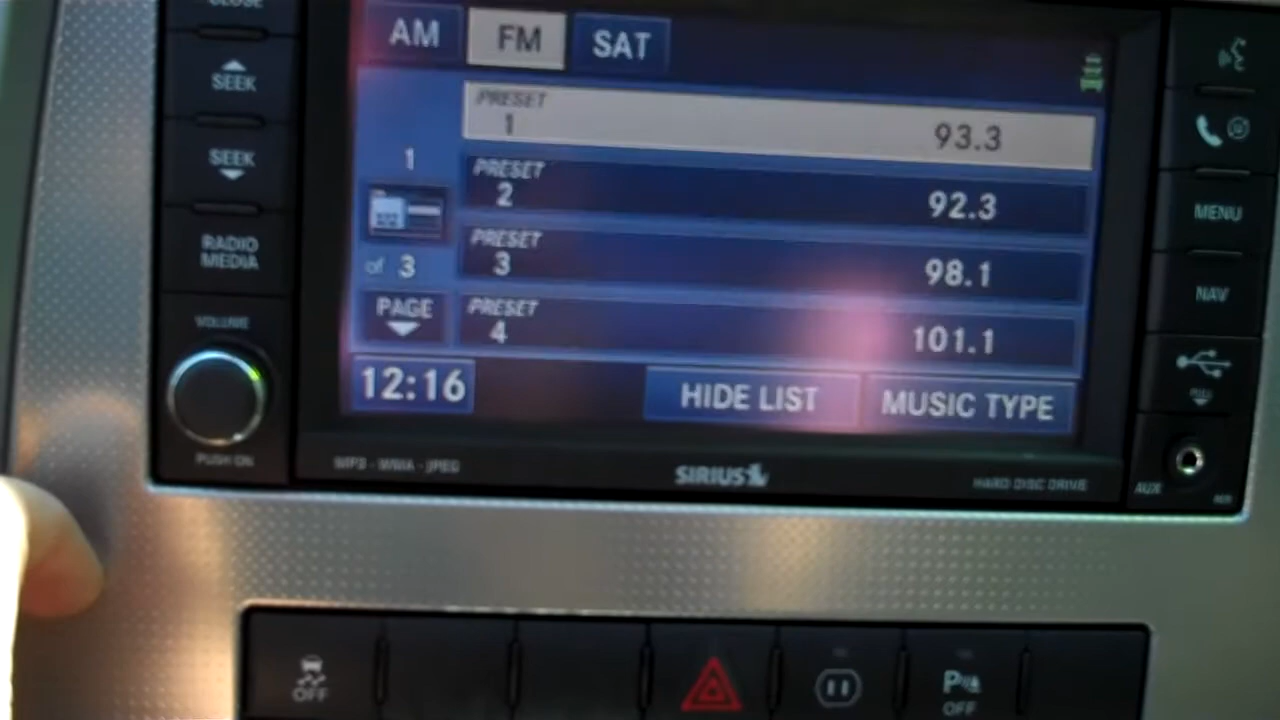 CLOSE
AM FM SAT
SEEK
SEEK
RADIO
MEDIA
VOLUME
PUSH ON
PRESET
1 93.3
PRESET
2 92.3
PRESET
3 98.1
PRESET
4 101.1
1
of 3
PAGE
12:16 HIDE LIST MUSIC TYPE
MENU
NAV
PULL
AUX
MP3 - WMA - JPEG
SIRIUS
HARD DISC DRIVE
OFF
P
OFF